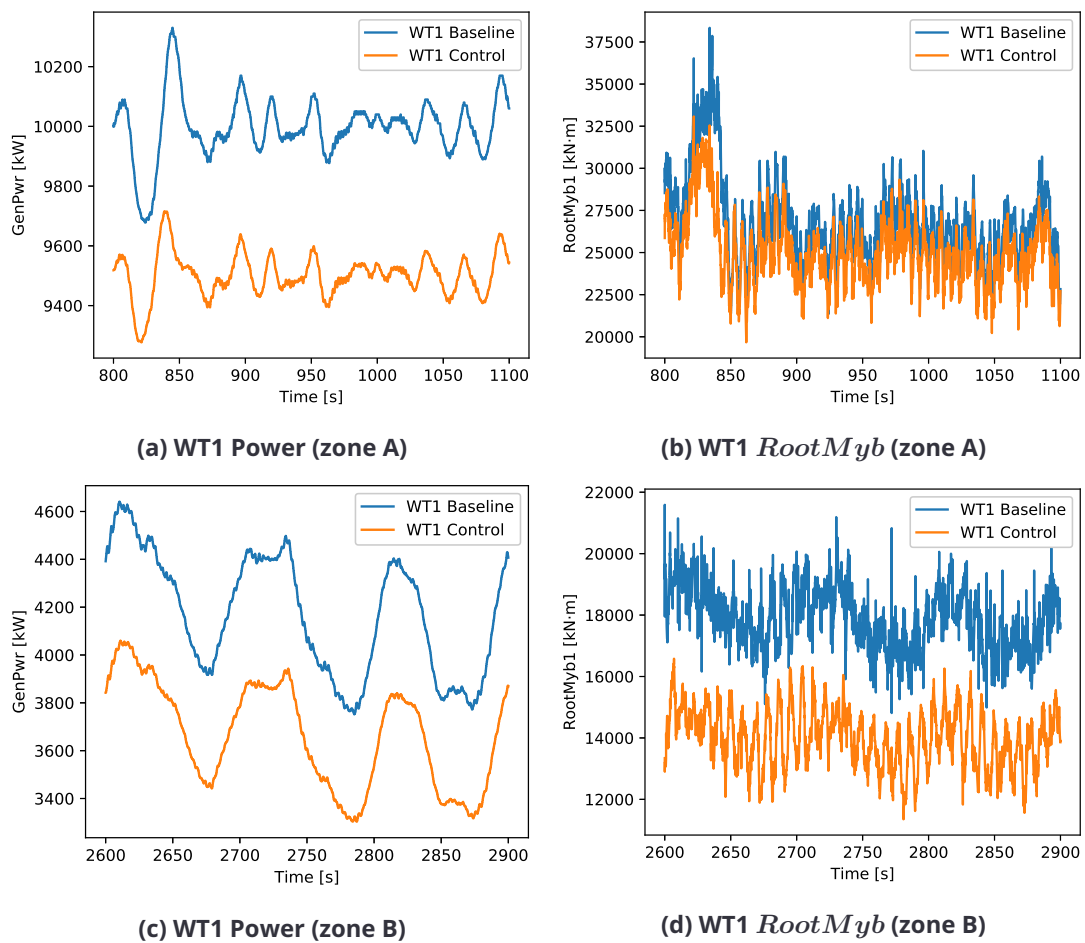 WT1 Baseline
WT1 Control
GenPwr [kW]
10200
10000
9800
9600
9400
800 850 900 950 1000 1050 1100
Time [s]
(a) WT1 Power (zone A)
WT1 Baseline
WT1 Control
RootMyb1 [kN·m]
37500
35000
32500
30000
27500
25000
22500
20000
800 850 900 950 1000 1050 1100
Time [s]
(b) WT1 RootMyb (zone A)
WT1 Baseline
WT1 Control
GenPwr [kW]
4600
4400
4200
4000
3800
3600
3400
2600 2650 2700 2750 2800 2850 2900
Time [s]
(c) WT1 Power (zone B)
WT1 Baseline
WT1 Control
RootMyb1 [kN·m]
22000
20000
18000
16000
14000
12000
2600 2650 2700 2750 2800 2850 2900
Time [s]
(d) WT1 RootMyb (zone B)